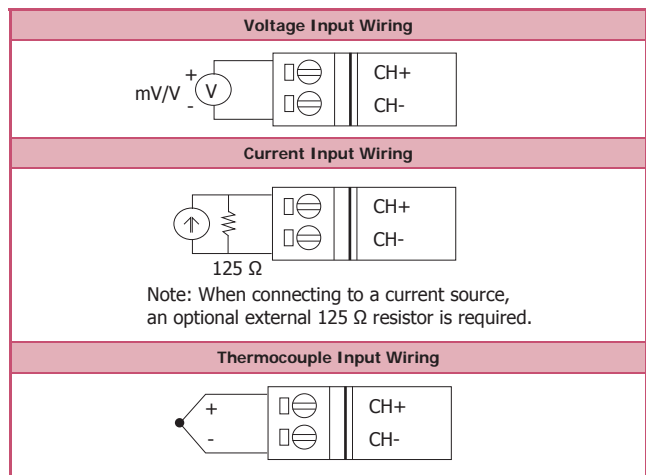 Voltage Input Wiring
mV/V
+
V
-
CH+
CH-
Current Input Wiring
CH+
CH-
125 Ω
Note: When connecting to a current source,
an optional external 125 Ω resistor is required.
Thermocouple Input Wiring
+
-
CH+
CH-